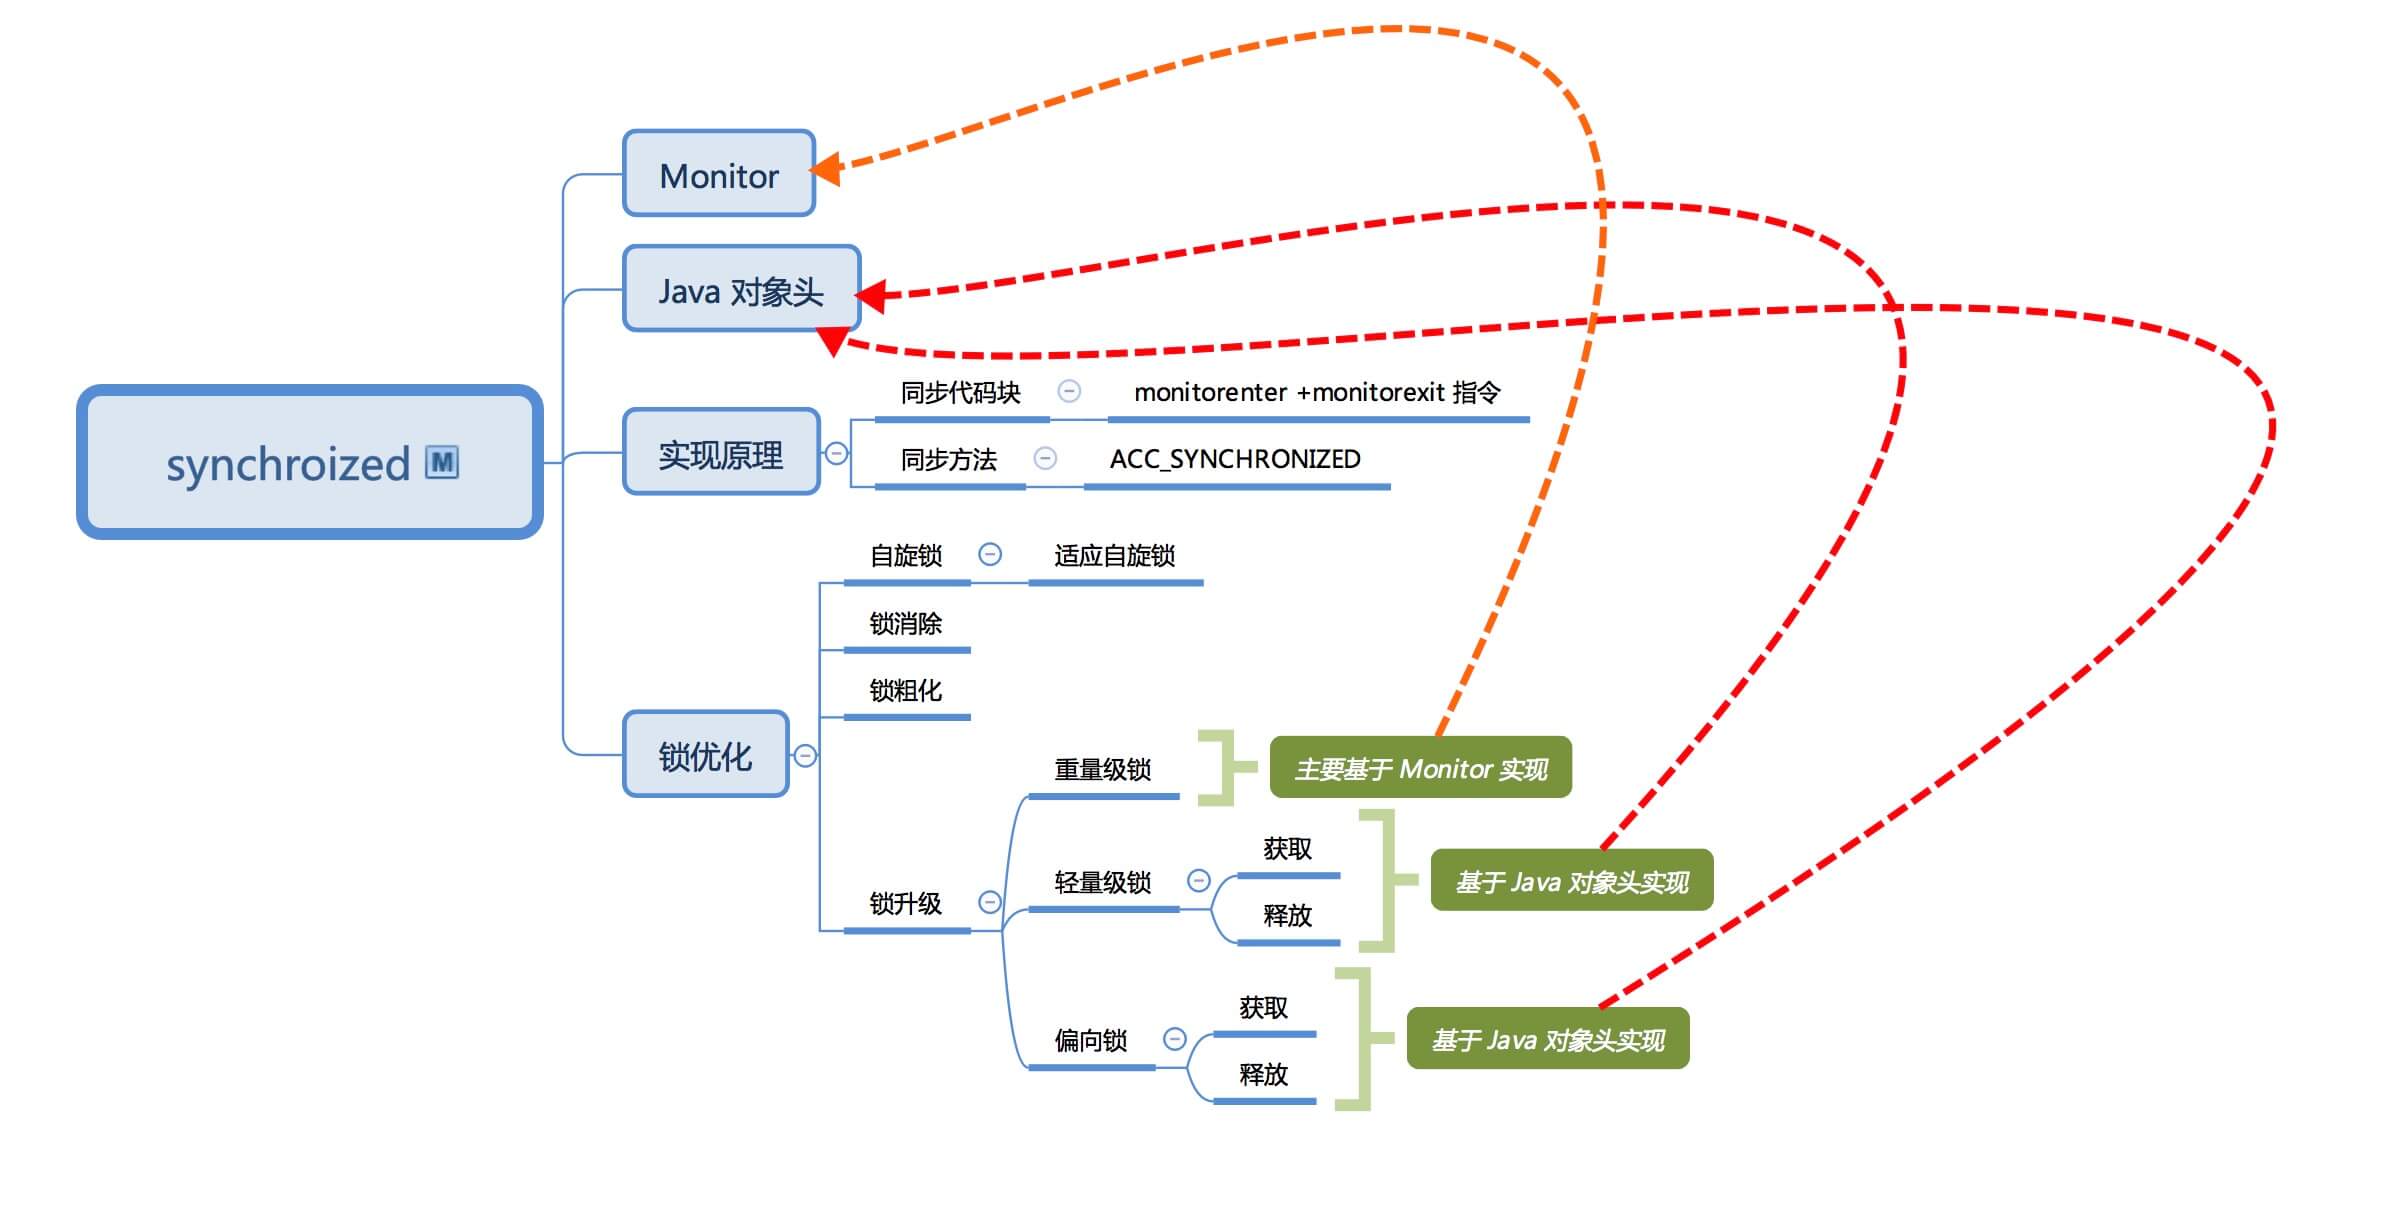 Monitor
Java 对象头
synchroized M
实现原理
同步代码块
monitorenter +monitorexit 指令
同步方法
ACC_SYNCHRONIZED
锁优化
自旋锁
适应自旋锁
锁消除
锁粗化
锁升级
重量级锁
主要基于 Monitor 实现
轻量级锁
获取
释放
基于 Java 对象头实现
偏向锁
获取
释放
基于 Java 对象头实现